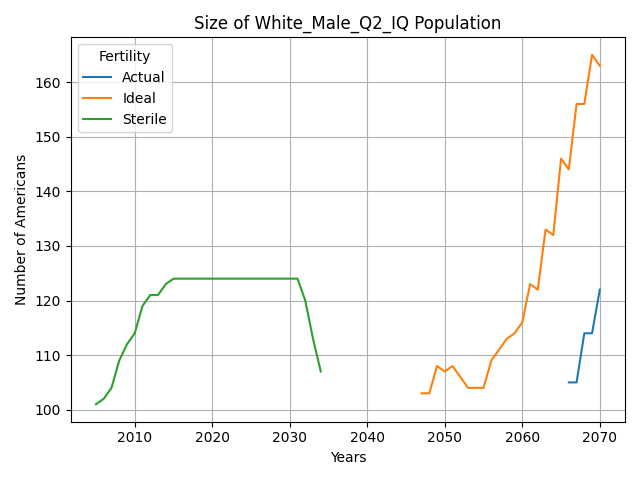 Size of White_Male_Q2_IQ Population
Fertility
Actual
Ideal
Sterile
Number of Americans
160
150
140
130
120
110
100
2010
2020
2030
2040
2050
2060
2070
Years